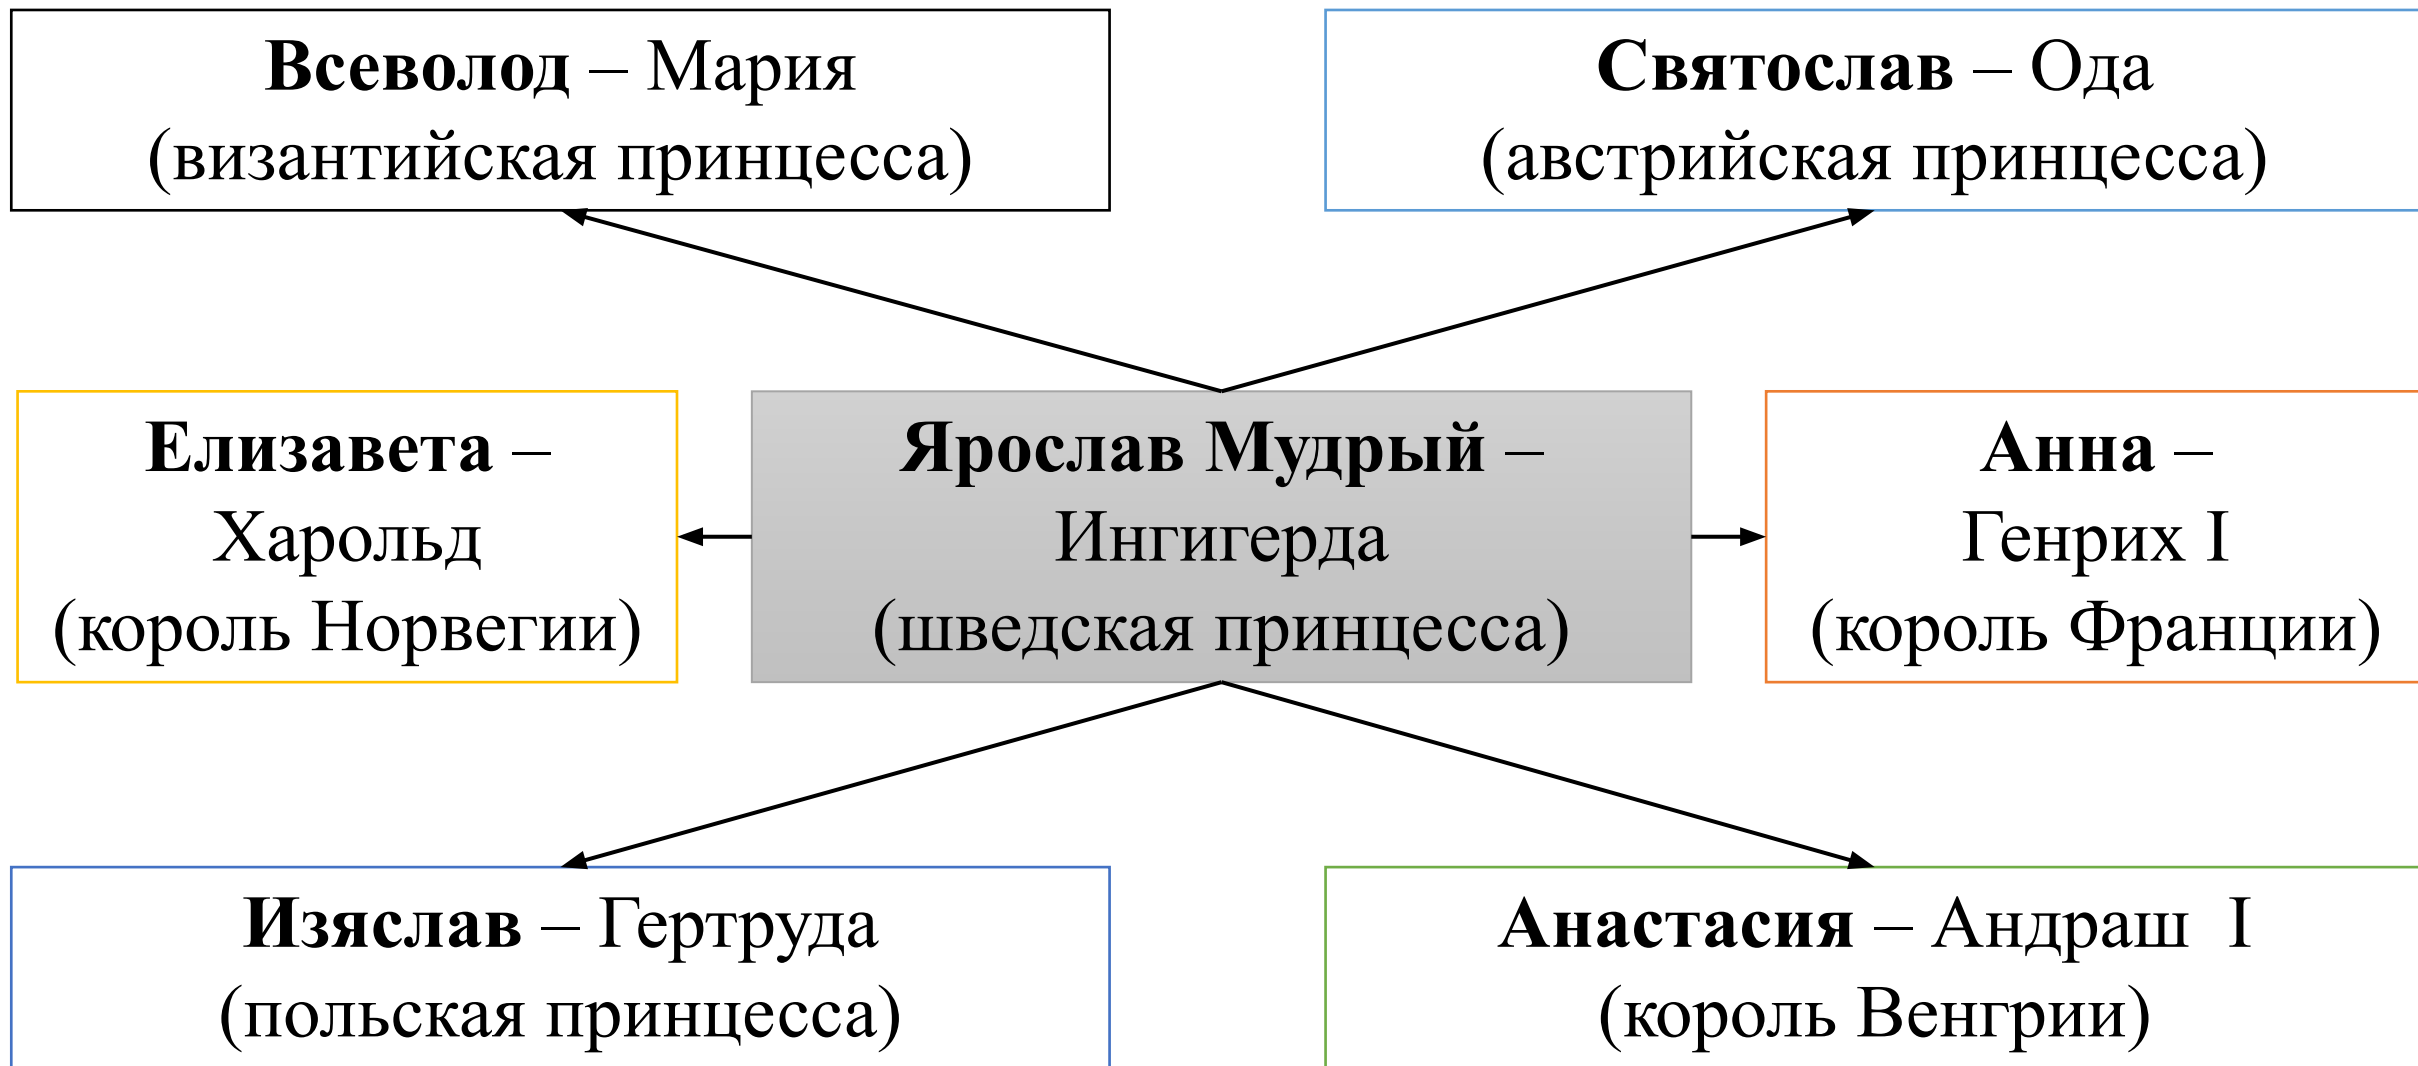 Всеволод – Мария
(византийская принцесса)
Святослав – Ода
(австрийская принцесса)
Елизавета –
Харольд
(король Норвегии)
Ярослав Мудрый –
Ингигерда
(шведская принцесса)
Анна –
Генрих I
(король Франции)
Изяслав – Гертруда
(польская принцесса)
Анастасия – Андраш I
(король Венгрии)